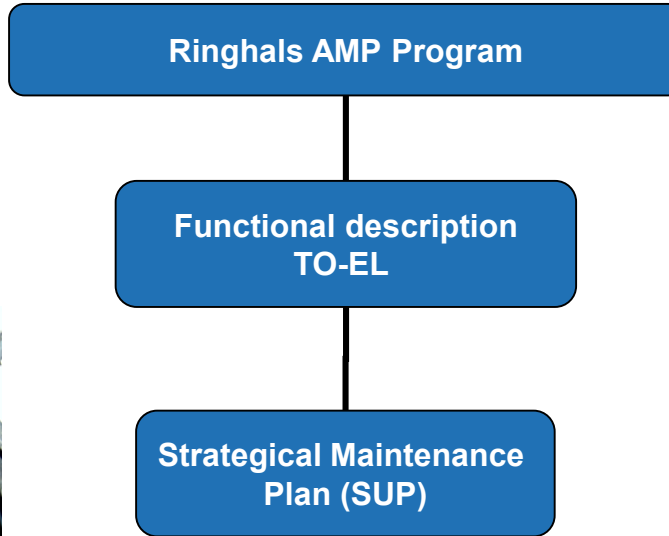 Ringhals AMP Program
Functional description
TO-EL
Strategical Maintenance
Plan (SUP)